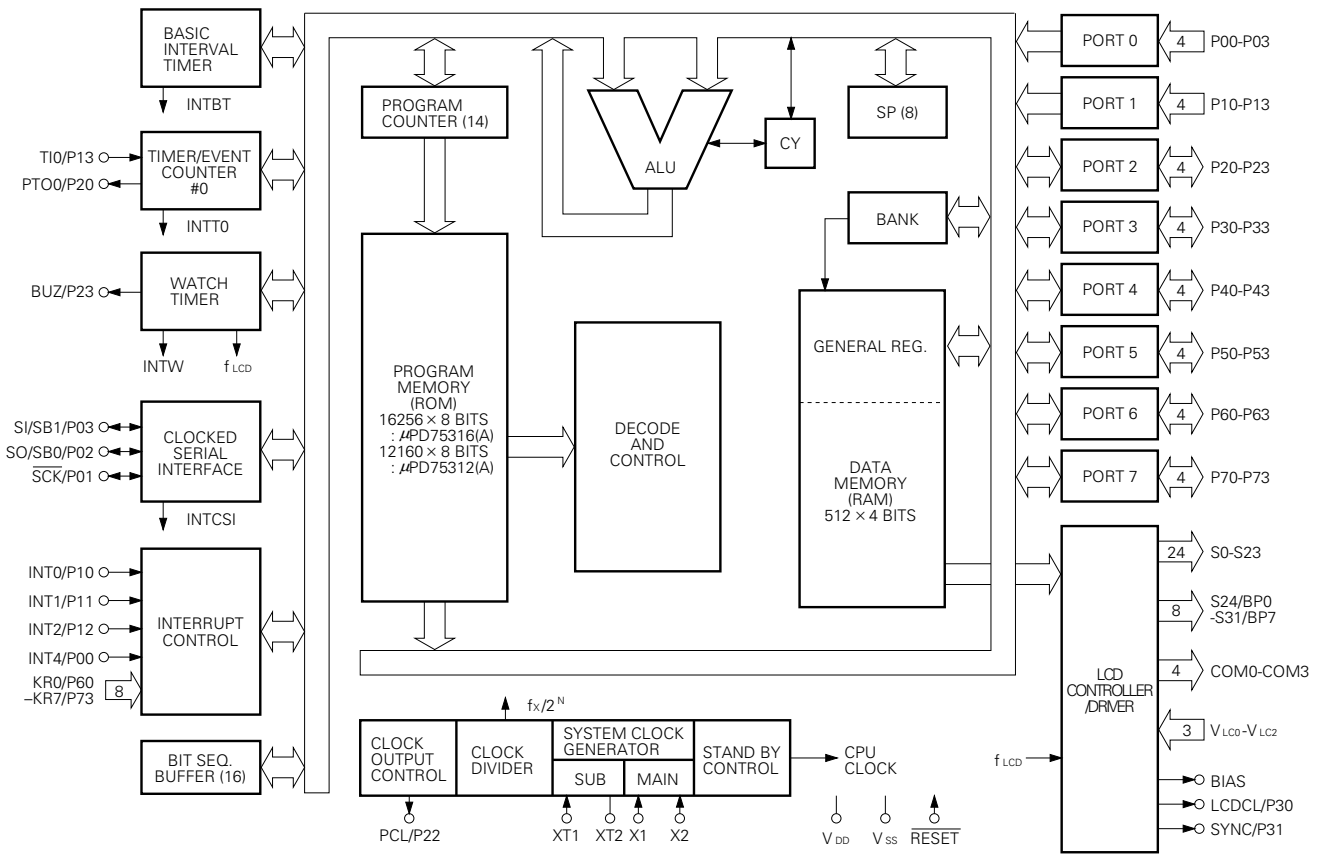 BASIC
INTERVAL
TIMER
INTBT
TI0/P13
PTO0/P20
TIMER/EVENT
COUNTER
#0
INTT0
BUZ/P23
WATCH
TIMER
INTW
fLCD
SI/SB1/P03
SO/SB0/P02
SCK/P01
CLOCKED
SERIAL
INTERFACE
INTCSI
INT0/P10
INT1/P11
INT2/P12
INT4/P00
KR0/P60
–KR7/P73
8
INTERRUPT
CONTROL
BIT SEQ.
BUFFER (16)
PROGRAM
COUNTER (14)
ALU
CY
SP (8)
BANK
PROGRAM
MEMORY
(ROM)
16256 × 8 BITS
: μPD75316(A)
12160 × 8 BITS
: μPD75312(A)
DECODE
AND
CONTROL
GENERAL REG.
DATA
MEMORY
(RAM)
512 × 4 BITS
fX/2N
CLOCK
OUTPUT
CONTROL
CLOCK
DIVIDER
SYSTEM CLOCK
GENERATOR
SUB
MAIN
STAND BY
CONTROL
CPU
CLOCK
PCL/P22
XT1
XT2
X1
X2
VDD
VSS
RESET
PORT 0
4
P00-P03
PORT 1
4
P10-P13
PORT 2
4
P20-P23
PORT 3
4
P30-P33
PORT 4
4
P40-P43
PORT 5
4
P50-P53
PORT 6
4
P60-P63
PORT 7
4
P70-P73
LCD
CONTROLLER
/DRIVER
24
S0-S23
8
S24/BP0
-S31/BP7
4
COM0-COM3
3
VLC0-VLC2
fLCD
BIAS
LCDCL/P30
SYNC/P31